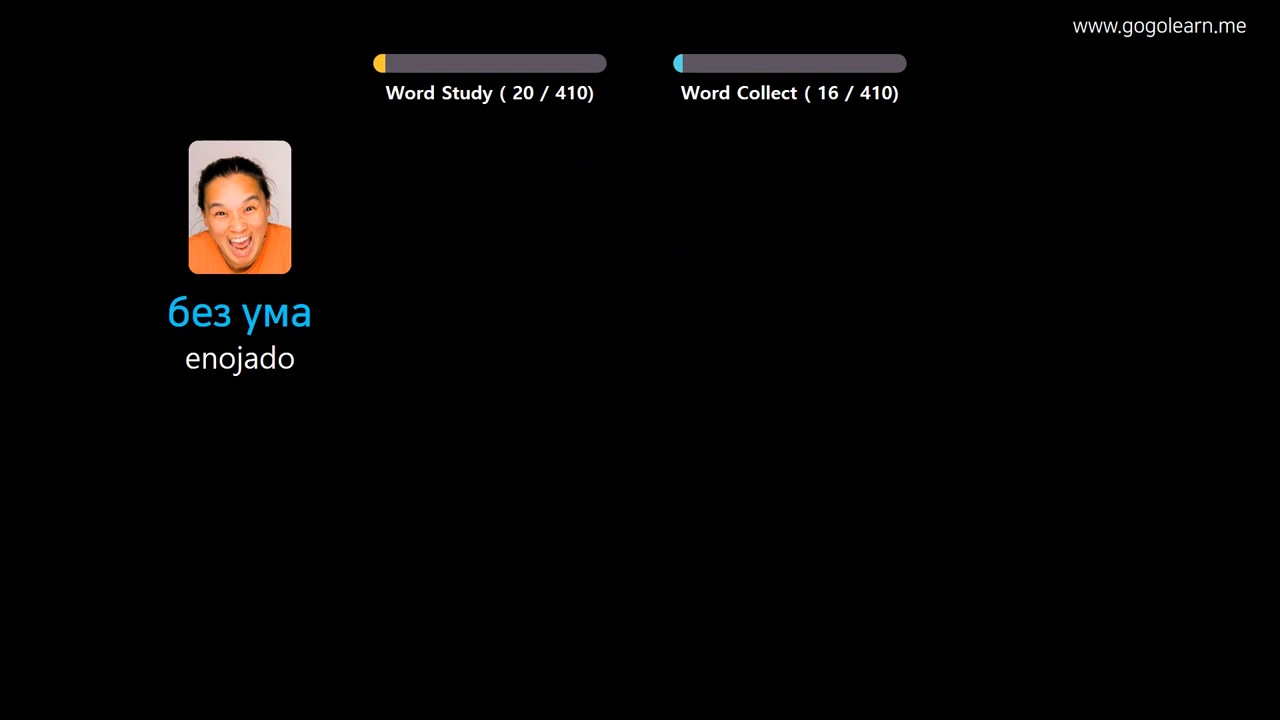 www.gogolearn.me
Word Study ( 20 / 410)
Word Collect ( 16 / 410)
без ума
enojado